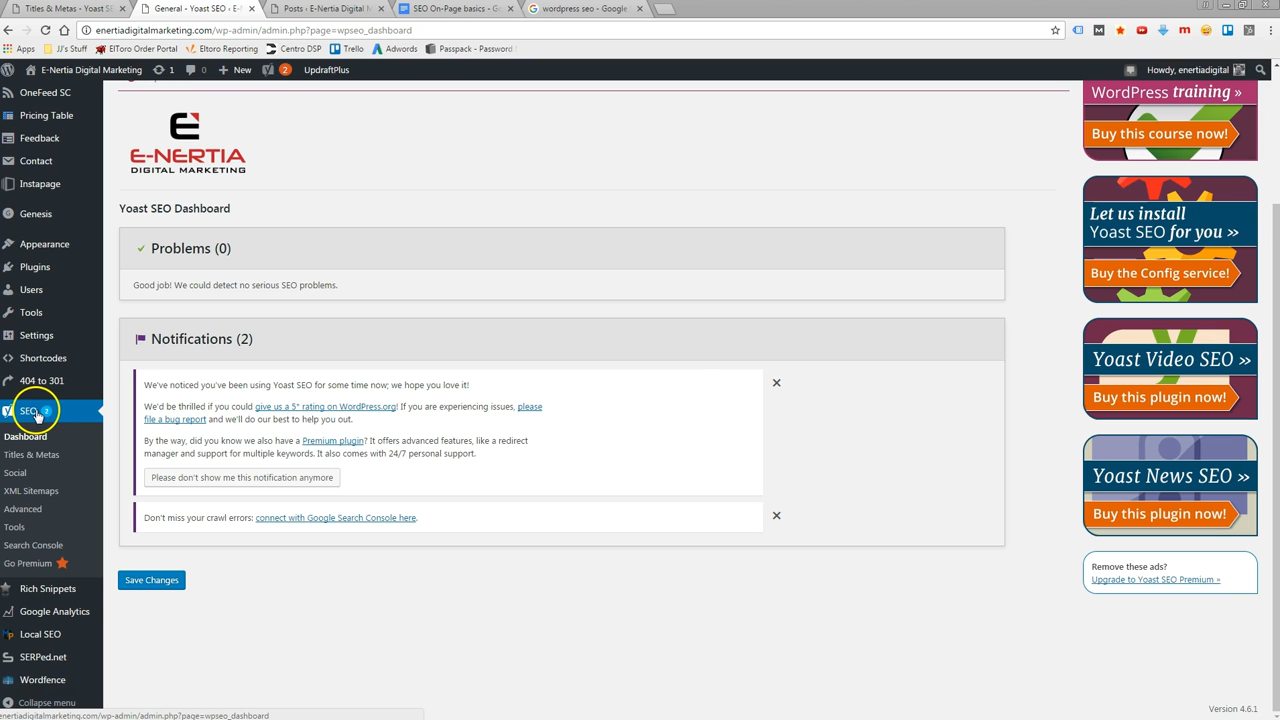 Titles & Metas - Yoast SE
General - Yoast SEO ‹ E-N
Posts ‹ E-Nertia Digital M
SEO On-Page basics - Go
wordpress seo - Google
enertiadigitalmarketing.com/wp-admin/admin.php?page=wpseo_dashboard
Apps
JJ's Stuff
ElToro Order Portal
Eltoro Reporting
Centro DSP
Trello
Adwords
Passpack - Password
E-Nertia Digital Marketing
1
0
New
2
UpdraftPlus
Howdy, enertiadigital
OneFeed SC
Pricing Table
Feedback
Contact
Instapage
Genesis
Appearance
Plugins
Users
Tools
Settings
Shortcodes
404 to 301
SEO 2
Dashboard
Titles & Metas
Social
XML Sitemaps
Advanced
Tools
Search Console
Go Premium
Rich Snippets
Google Analytics
Local SEO
SERPed.net
Wordfence
Collapse menu
E-NERTIA
DIGITAL MARKETING
Yoast SEO Dashboard
Problems (0)
Good job! We could detect no serious SEO problems.
Notifications (2)
We've noticed you've been using Yoast SEO for some time now; we hope you love it!
We'd be thrilled if you could give us a 5* rating on WordPress.org! If you are experiencing issues, please
file a bug report and we'll do our best to help you out.
By the way, did you know we also have a Premium plugin? It offers advanced features, like a redirect
manager and support for multiple keywords. It also comes with 24/7 personal support.
Please don't show me this notification anymore
Don't miss your crawl errors: connect with Google Search Console here.
Save Changes
WordPress training »
Buy this course now!
Let us install
Yoast SEO for you »
Buy the Config service!
Yoast Video SEO »
Buy this plugin now!
Yoast News SEO »
Buy this plugin now!
Remove these ads?
Upgrade to Yoast SEO Premium »
Version 4.6.1
enertiadigitalmarketing.com/wp-admin/admin.php?page=wpseo_dashboard